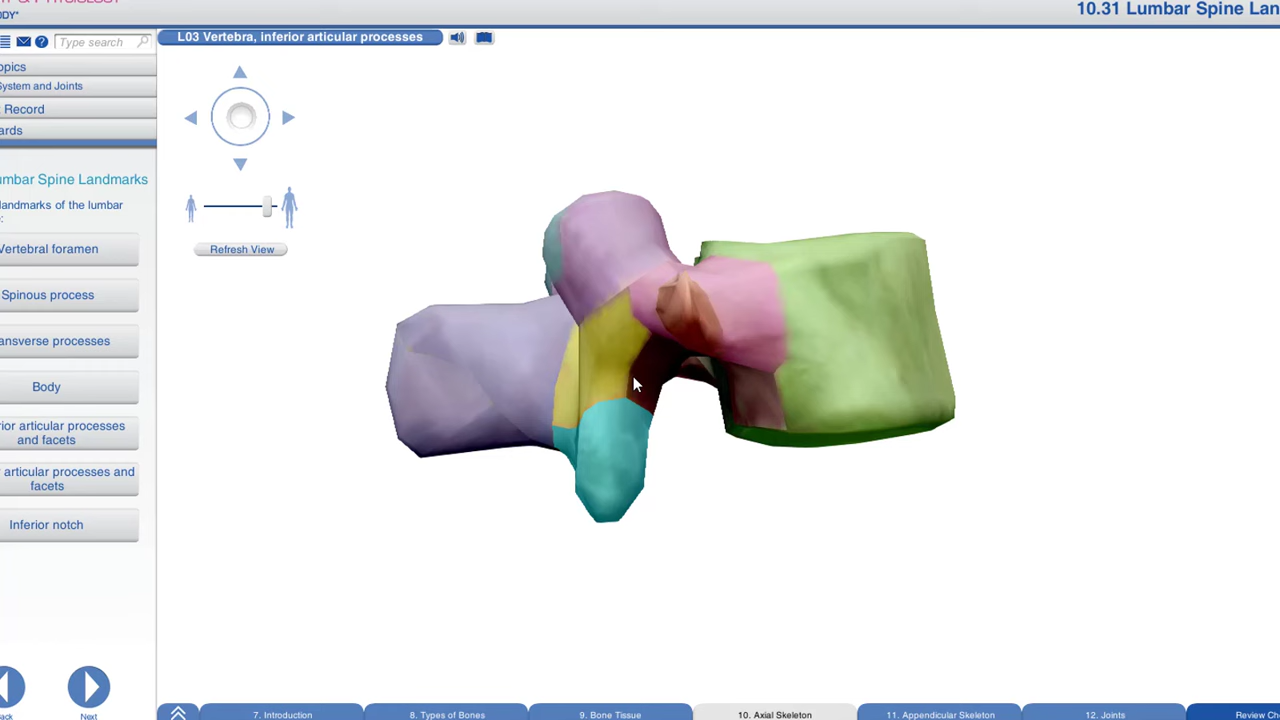 10.31 Lumbar Spine Lan
ODY*
Type search
L03 Vertebra, inferior articular processes
opics
System and Joints
t Record
ards
umbar Spine Landmarks
landmarks of the lumbar
e:
Vertebral foramen
Spinous process
ansverse processes
Body
rior articular processes
and facets
r articular processes and
facets
Inferior notch
Refresh View
ack
Next
7. Introduction
8. Types of Bones
9. Bone Tissue
10. Axial Skeleton
11. Appendicular Skeleton
12. Joints
Review Ch